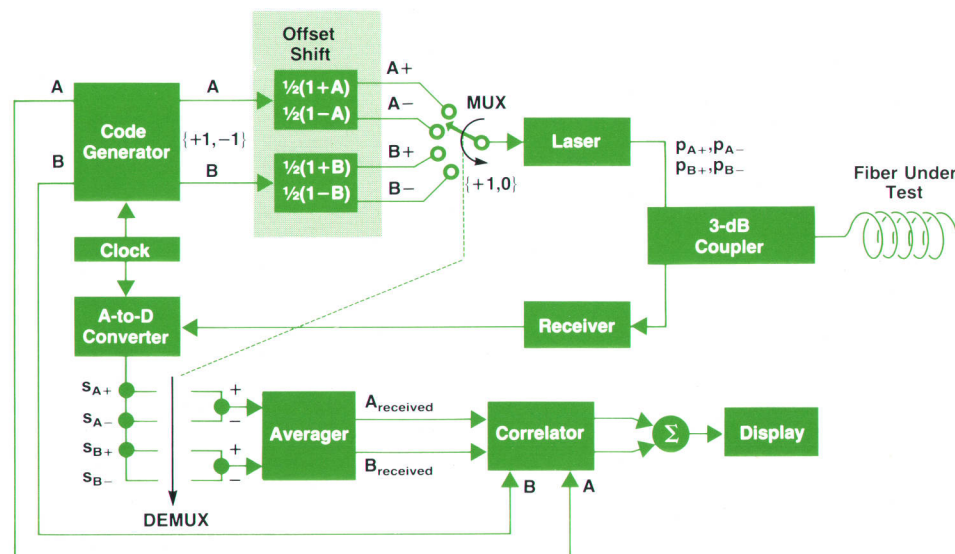 Offset
Shift
A
A
½(1+A)
½(1−A)
A+
A−
MUX
Code
Generator
{+1,−1}
B
B
½(1+B)
½(1−B)
B+
B−
{+1,0}
Laser
pA+,pA−
pB+,pB−
Fiber Under
Test
3-dB
Coupler
Clock
A-to-D
Converter
Receiver
sA+
sA−
sB+
sB−
+
−
+
−
DEMUX
Averager
Areceived
Breceived
Correlator
B
A
Σ
Display